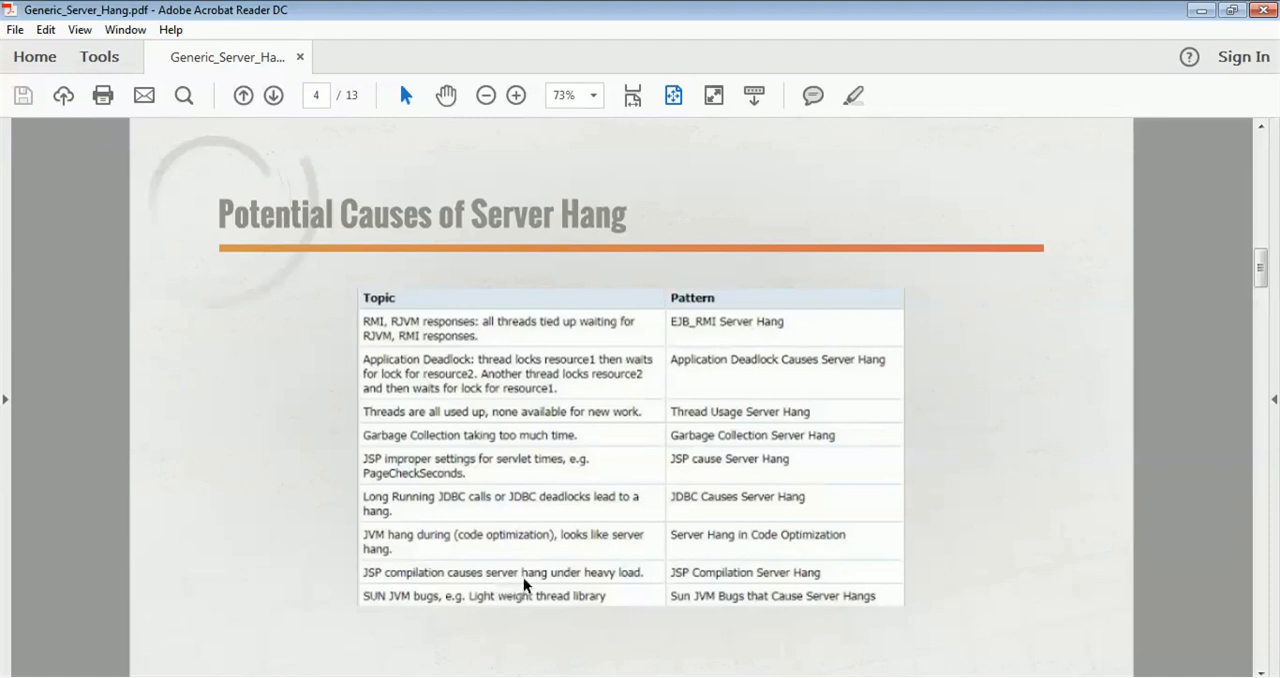 Generic_Server_Hang.pdf - Adobe Acrobat Reader DC
File Edit View Window Help
Home Tools Generic_Server_Ha... × ? Sign In
4 / 13 73%
Potential Causes of Server Hang
Topic Pattern
RMI, RJVM responses: all threads tied up waiting for EJB_RMI Server Hang
RJVM, RMI responses.
Application Deadlock: thread locks resource1 then waits Application Deadlock Causes Server Hang
for lock for resource2. Another thread locks resource2
and then waits for lock for resource1.
Threads are all used up, none available for new work. Thread Usage Server Hang
Garbage Collection taking too much time. Garbage Collection Server Hang
JSP improper settings for servlet times, e.g. JSP cause Server Hang
PageCheckSeconds.
Long Running JDBC calls or JDBC deadlocks lead to a JDBC Causes Server Hang
hang.
JVM hang during (code optimization), looks like server Server Hang in Code Optimization
hang.
JSP compilation causes server hang under heavy load. JSP Compilation Server Hang
SUN JVM bugs, e.g. Light weight thread library Sun JVM Bugs that Cause Server Hangs